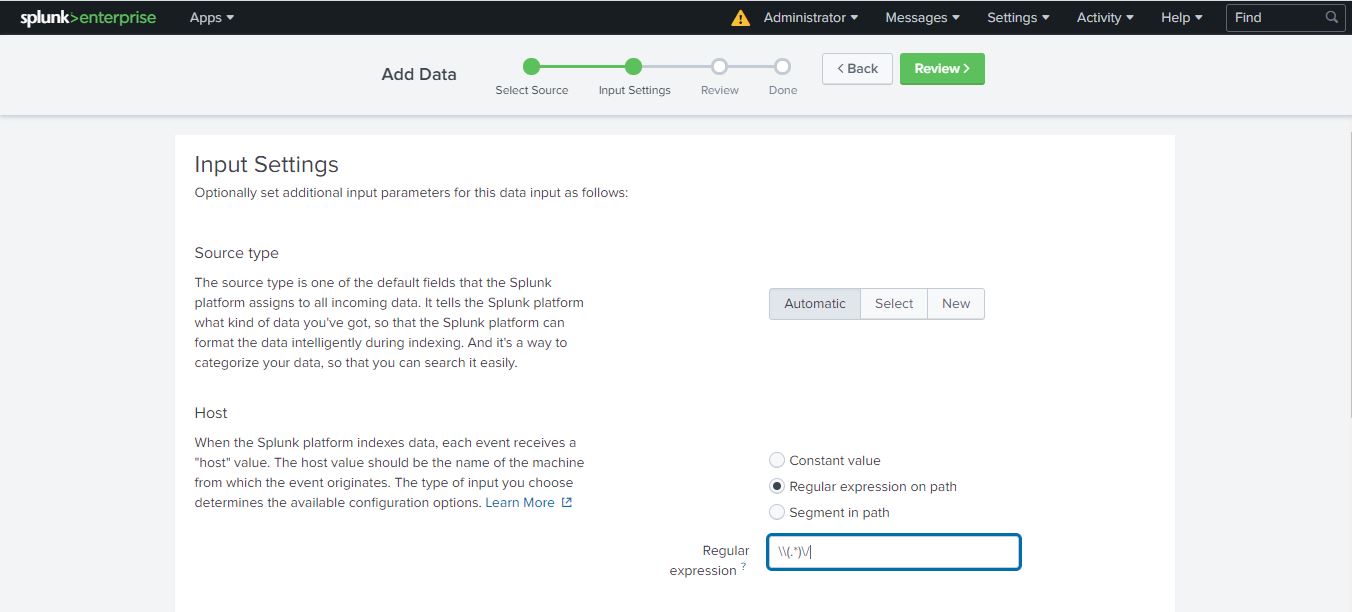 splunk>enterprise Apps Administrator Messages Settings Activity Help Find
Add Data
Select Source Input Settings Review Done
Back
Review
Input Settings
Optionally set additional input parameters for this data input as follows:
Source type
The source type is one of the default fields that the Splunk
platform assigns to all incoming data. It tells the Splunk platform
what kind of data you've got, so that the Splunk platform can
format the data intelligently during indexing. And it's a way to
categorize your data, so that you can search it easily.
Automatic Select New
Host
When the Splunk platform indexes data, each event receives a
"host" value. The host value should be the name of the machine
from which the event originates. The type of input you choose
determines the available configuration options. Learn More
Constant value
Regular expression on path
Segment in path
Regular
expression ?
\\(.*)\/